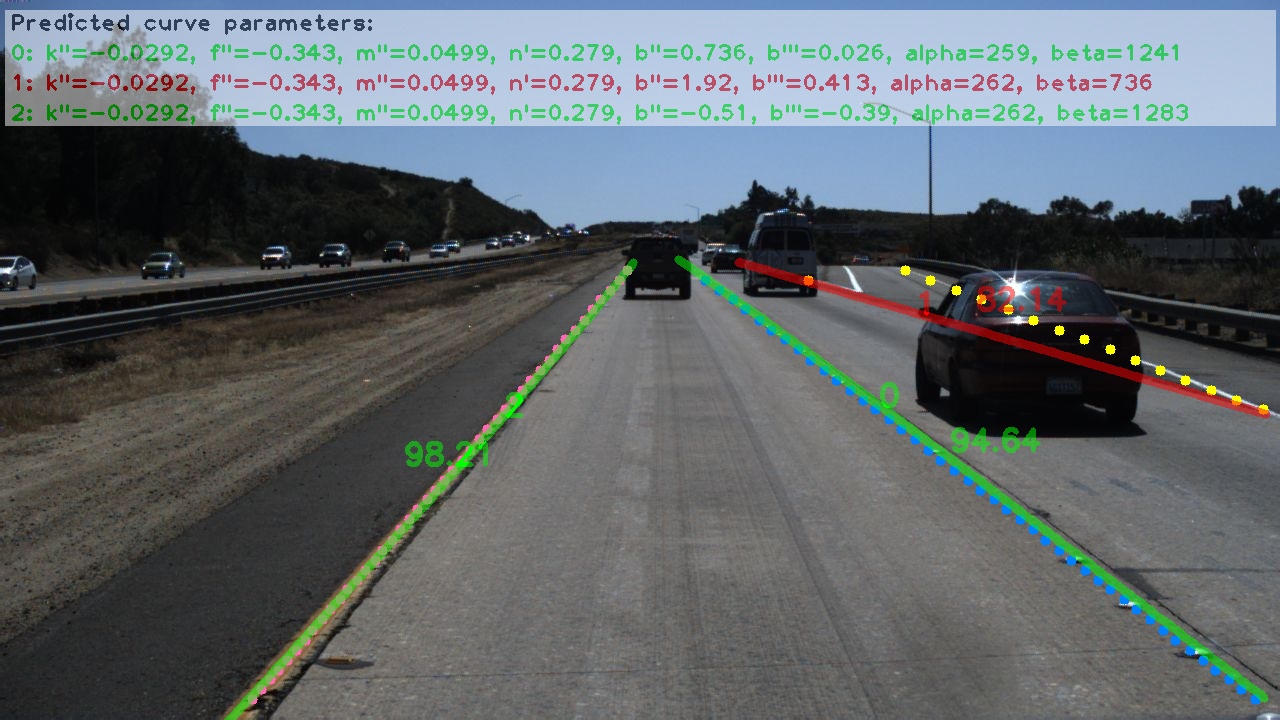 Predicted curve parameters:
0: k''=-0.0292, f''=-0.343, m''=0.0499, n'=0.279, b''=0.736, b'''=0.026, alpha=259, beta=1241
1: k''=-0.0292, f''=-0.343, m''=0.0499, n'=0.279, b''=1.92, b'''=0.413, alpha=262, beta=736
2: k''=-0.0292, f''=-0.343, m''=0.0499, n'=0.279, b''=-0.51, b'''=-0.39, alpha=262, beta=1283
1
0
2
94.64
98.21